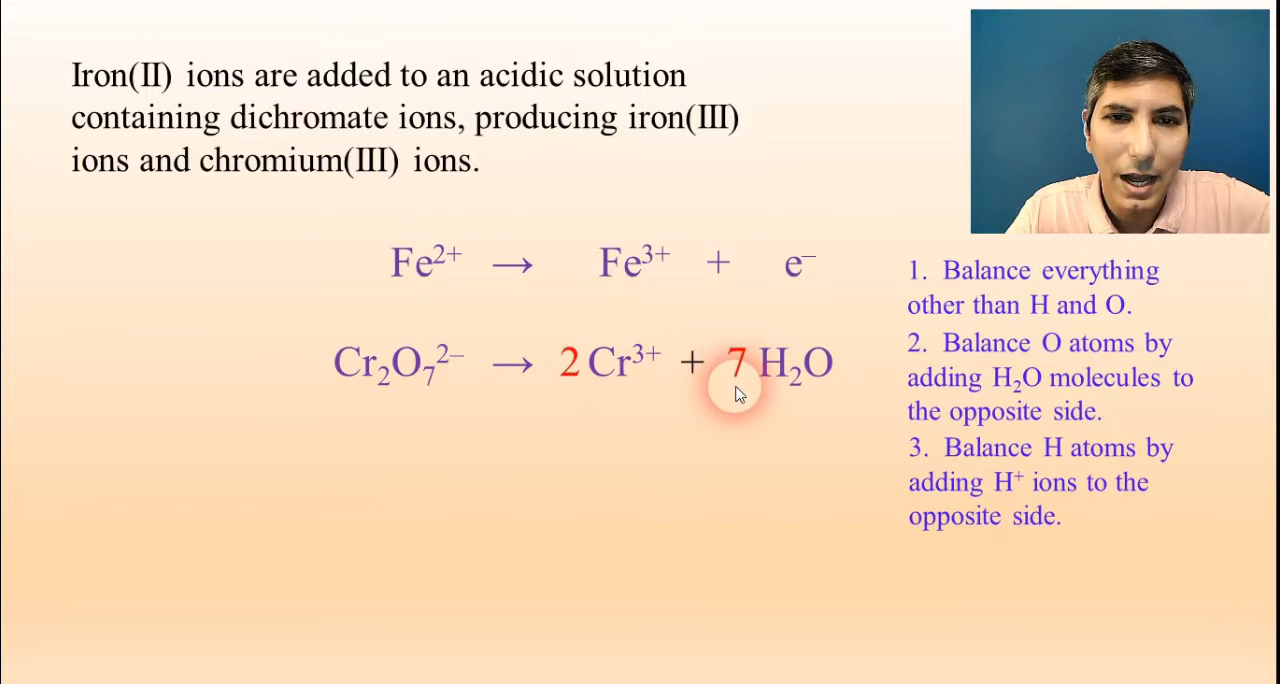 Iron(II) ions are added to an acidic solution
containing dichromate ions, producing iron(III)
ions and chromium(III) ions.
Fe²⁺ → Fe³⁺ + e⁻
Cr₂O₇²⁻ → 2 Cr³⁺ + 7 H₂O
1. Balance everything
other than H and O.
2. Balance O atoms by
adding H₂O molecules to
the opposite side.
3. Balance H atoms by
adding H⁺ ions to the
opposite side.